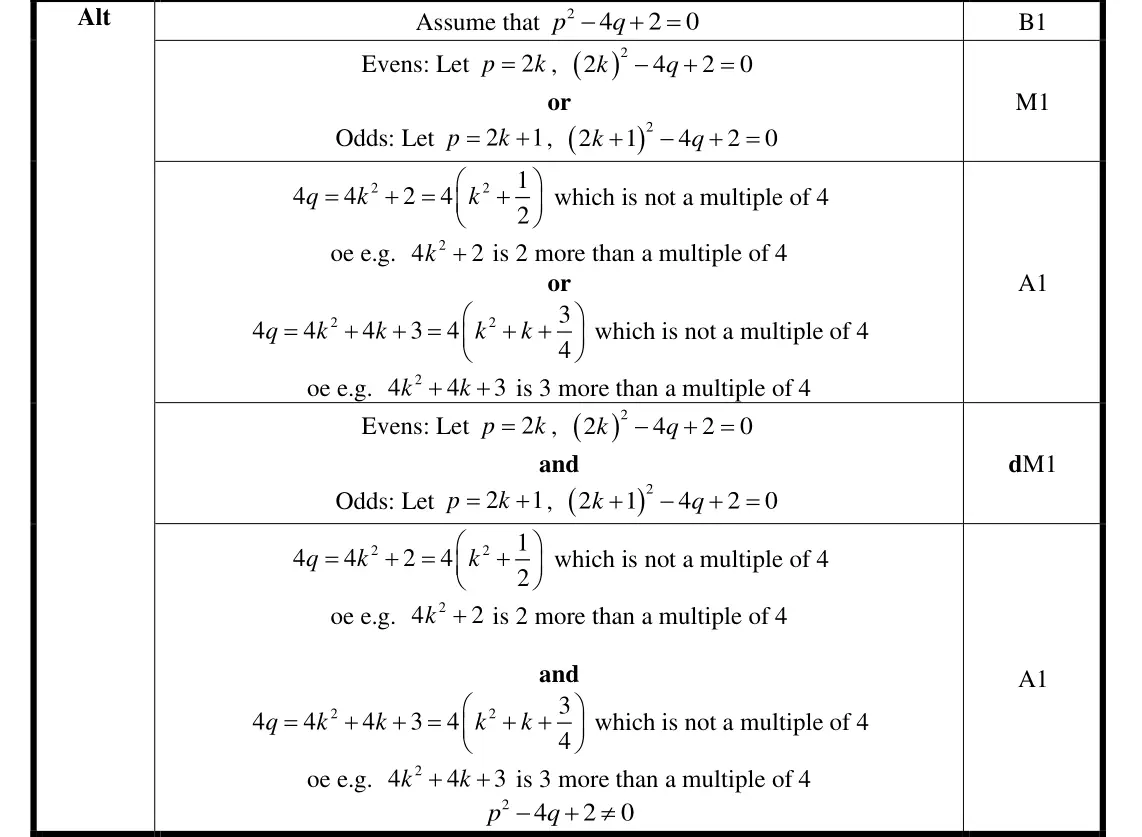 Alt
Assume that p² − 4q + 2 = 0 B1
Evens: Let p = 2k, (2k)² − 4q + 2 = 0
or
M1
Odds: Let p = 2k + 1, (2k + 1)² − 4q + 2 = 0
4q = 4k² + 2 = 4(k² + 1/2) which is not a multiple of 4
oe e.g. 4k² + 2 is 2 more than a multiple of 4
or
A1
4q = 4k² + 4k + 3 = 4(k² + k + 3/4) which is not a multiple of 4
oe e.g. 4k² + 4k + 3 is 3 more than a multiple of 4
Evens: Let p = 2k, (2k)² − 4q + 2 = 0
and
dM1
Odds: Let p = 2k + 1, (2k + 1)² − 4q + 2 = 0
4q = 4k² + 2 = 4(k² + 1/2) which is not a multiple of 4
oe e.g. 4k² + 2 is 2 more than a multiple of 4
and
A1
4q = 4k² + 4k + 3 = 4(k² + k + 3/4) which is not a multiple of 4
oe e.g. 4k² + 4k + 3 is 3 more than a multiple of 4
p² − 4q + 2 ≠ 0